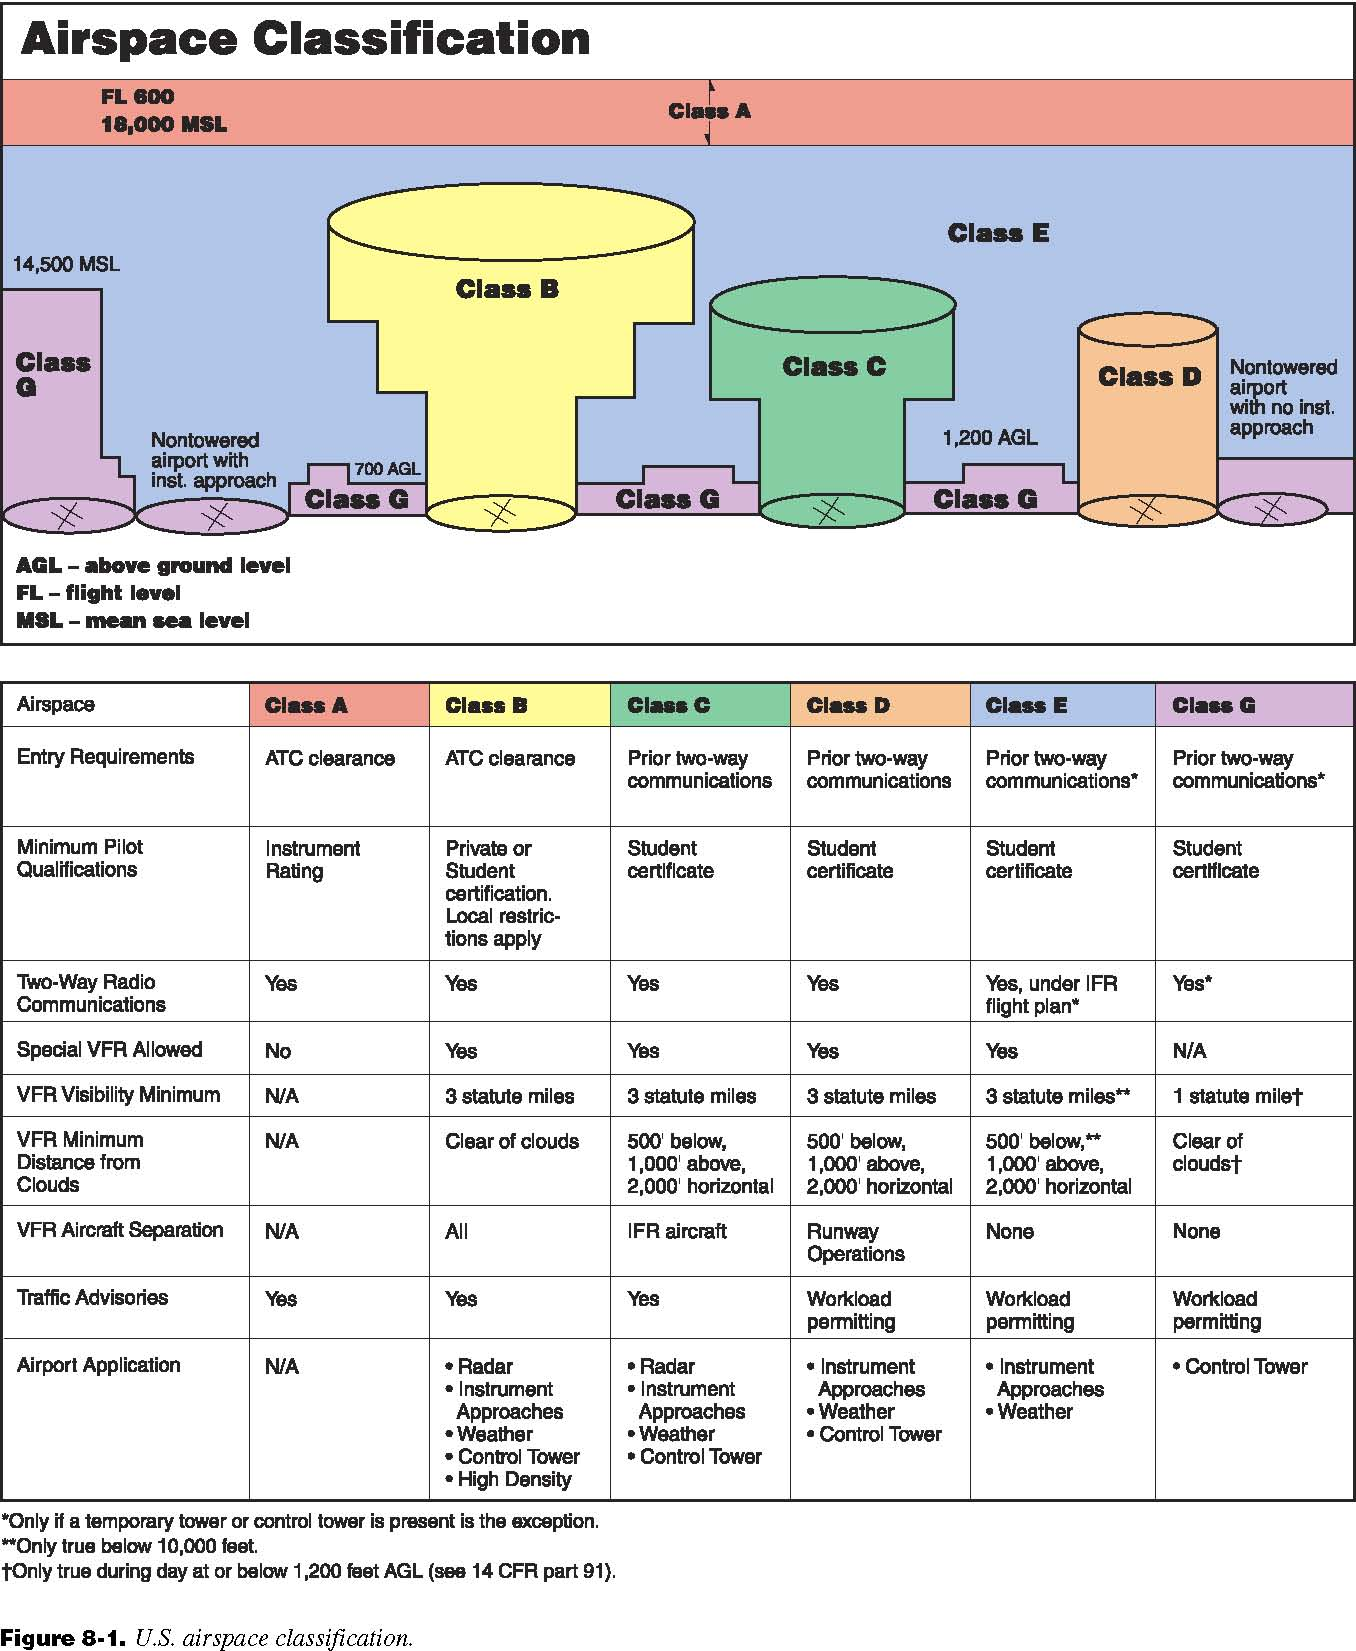 Airspace Classification
FL 600
18,000 MSL
Class A
Class E
14,500 MSL
Class B
Class
G
Class C
Class D
Nontowered
airport
with no inst.
approach
Nontowered
airport with
inst. approach
700 AGL
1,200 AGL
Class G
Class G
Class G
AGL – above ground level
FL – flight level
MSL – mean sea level
Airspace Class A Class B Class C Class D Class E Class G
Entry Requirements ATC clearance ATC clearance Prior two-way Prior two-way Prior two-way Prior two-way
communications communications communications* communications*
Minimum Pilot Instrument Private or Student Student Student Student
Qualifications Rating Student certificate certificate certificate certificate
certification.
Local restric-
tions apply
Two-Way Radio Yes Yes Yes Yes Yes, under IFR Yes*
Communications flight plan*
Special VFR Allowed No Yes Yes Yes Yes N/A
VFR Visibility Minimum N/A 3 statute miles 3 statute miles 3 statute miles 3 statute miles** 1 statute mile†
VFR Minimum N/A Clear of clouds 500' below, 500' below, 500' below,** Clear of
Distance from 1,000' above, 1,000' above, 1,000' above, clouds†
Clouds 2,000' horizontal 2,000' horizontal 2,000' horizontal
VFR Aircraft Separation N/A All IFR aircraft Runway None None
Operations
Traffic Advisories Yes Yes Yes Workload Workload Workload
permitting permitting permitting
Airport Application N/A • Radar • Radar • Instrument • Instrument • Control Tower
• Instrument • Instrument Approaches Approaches
Approaches Approaches • Weather • Weather
• Weather • Weather • Control Tower
• Control Tower • Control Tower
• High Density
*Only if a temporary tower or control tower is present is the exception.
**Only true below 10,000 feet.
†Only true during day at or below 1,200 feet AGL (see 14 CFR part 91).
Figure 8-1. U.S. airspace classification.